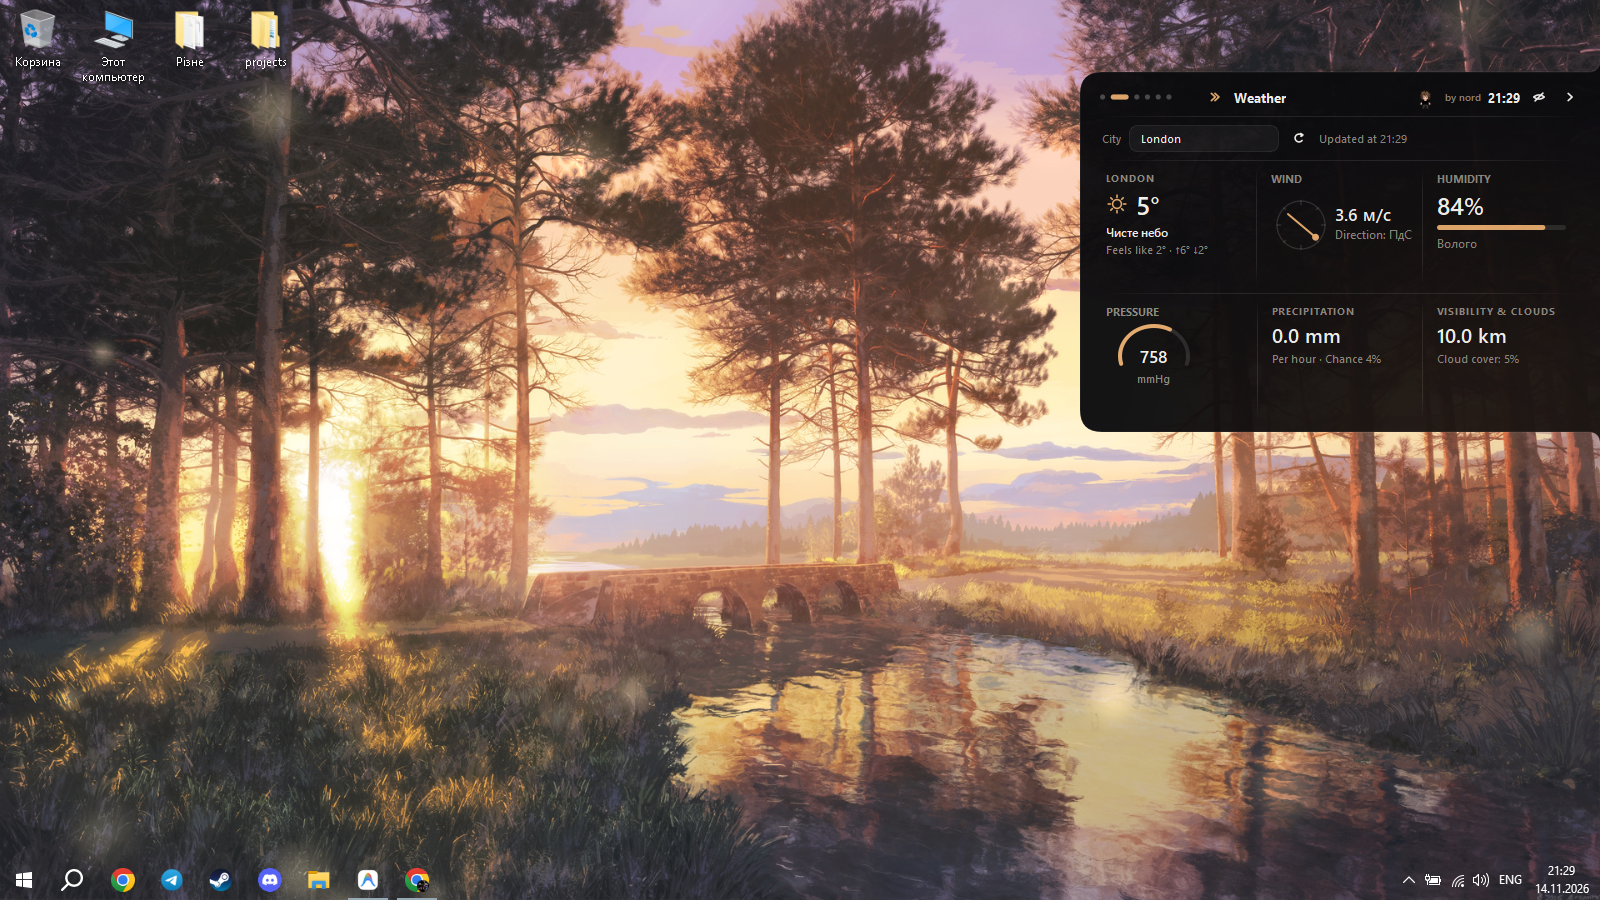 Корзина
Этот компьютер
Різне
projects
Weather
by nord 21:29
City London Updated at 21:29
LONDON
5°
Чисте небо
Feels like 2° · ↑6° ↓2°
WIND
3.6 м/с
Direction: ПдС
HUMIDITY
84%
Волого
PRESSURE
758
mmHg
PRECIPITATION
0.0 mm
Per hour · Chance 4%
VISIBILITY & CLOUDS
10.0 km
Cloud cover: 5%
ENG
21:29
14.11.2026